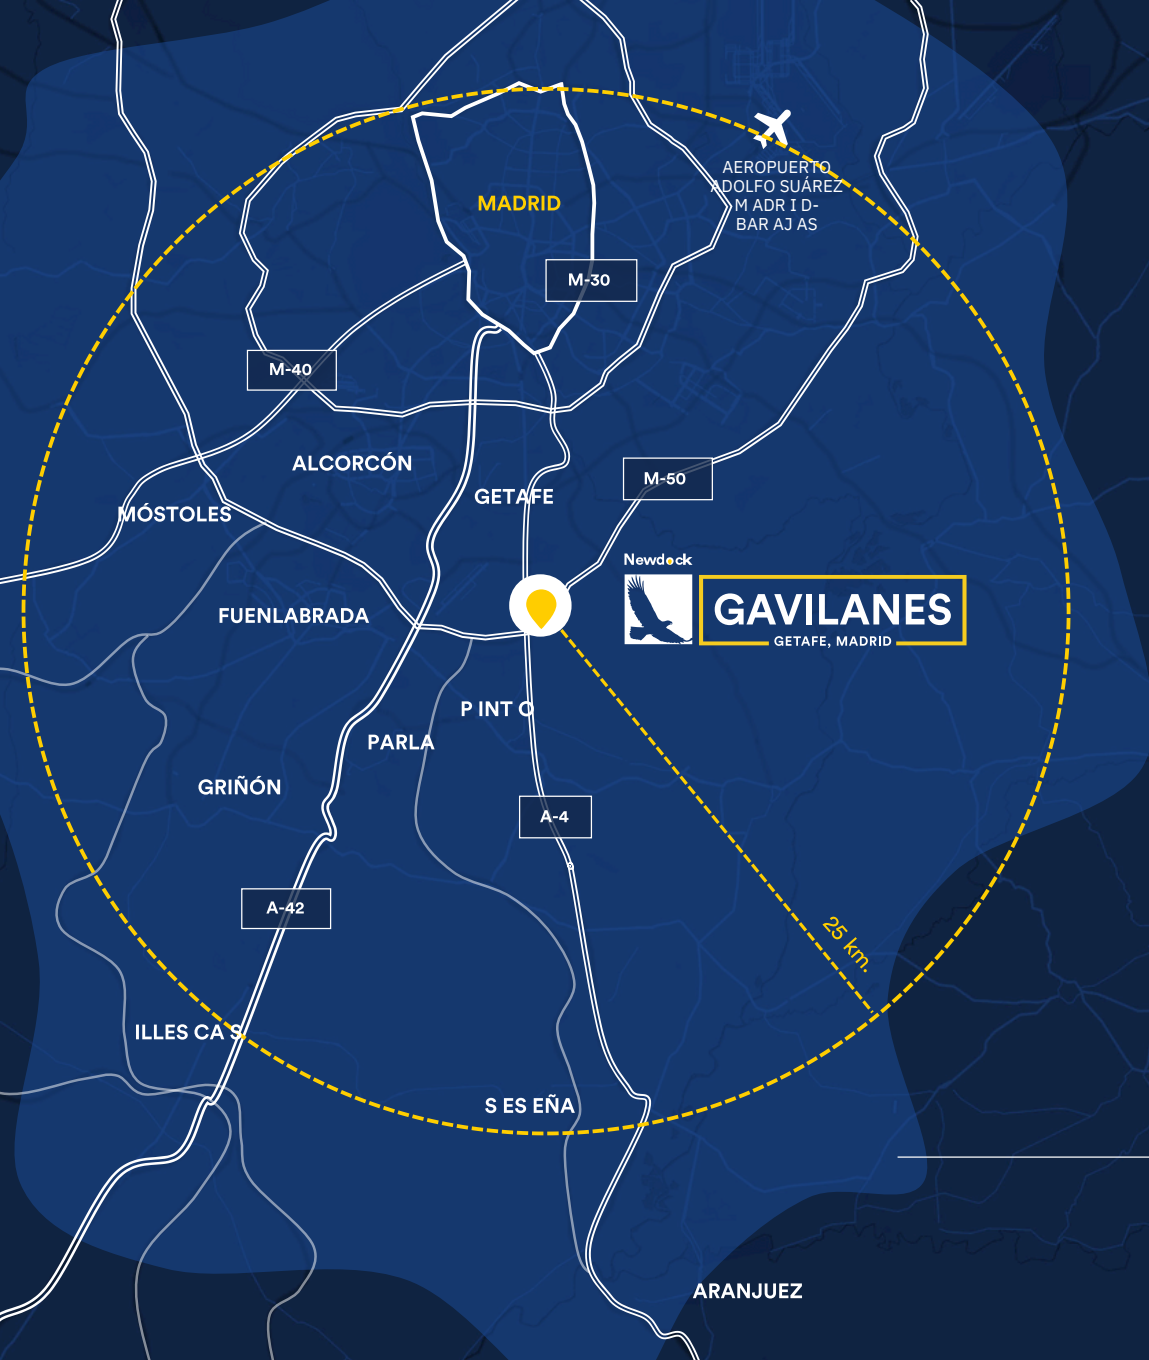 AEROPUERTO
ADOLFO SUÁREZ
M ADR I D-
BAR AJ AS
MADRID
M-30
M-40
ALCORCÓN
M-50
GETAFE
MÓSTOLES
Newdock
GAVILANES
GETAFE, MADRID
FUENLABRADA
P INT O
PARLA
GRIÑÓN
A-4
A-42
25 km.
ILLES CA S
S ES EÑA
ARANJUEZ